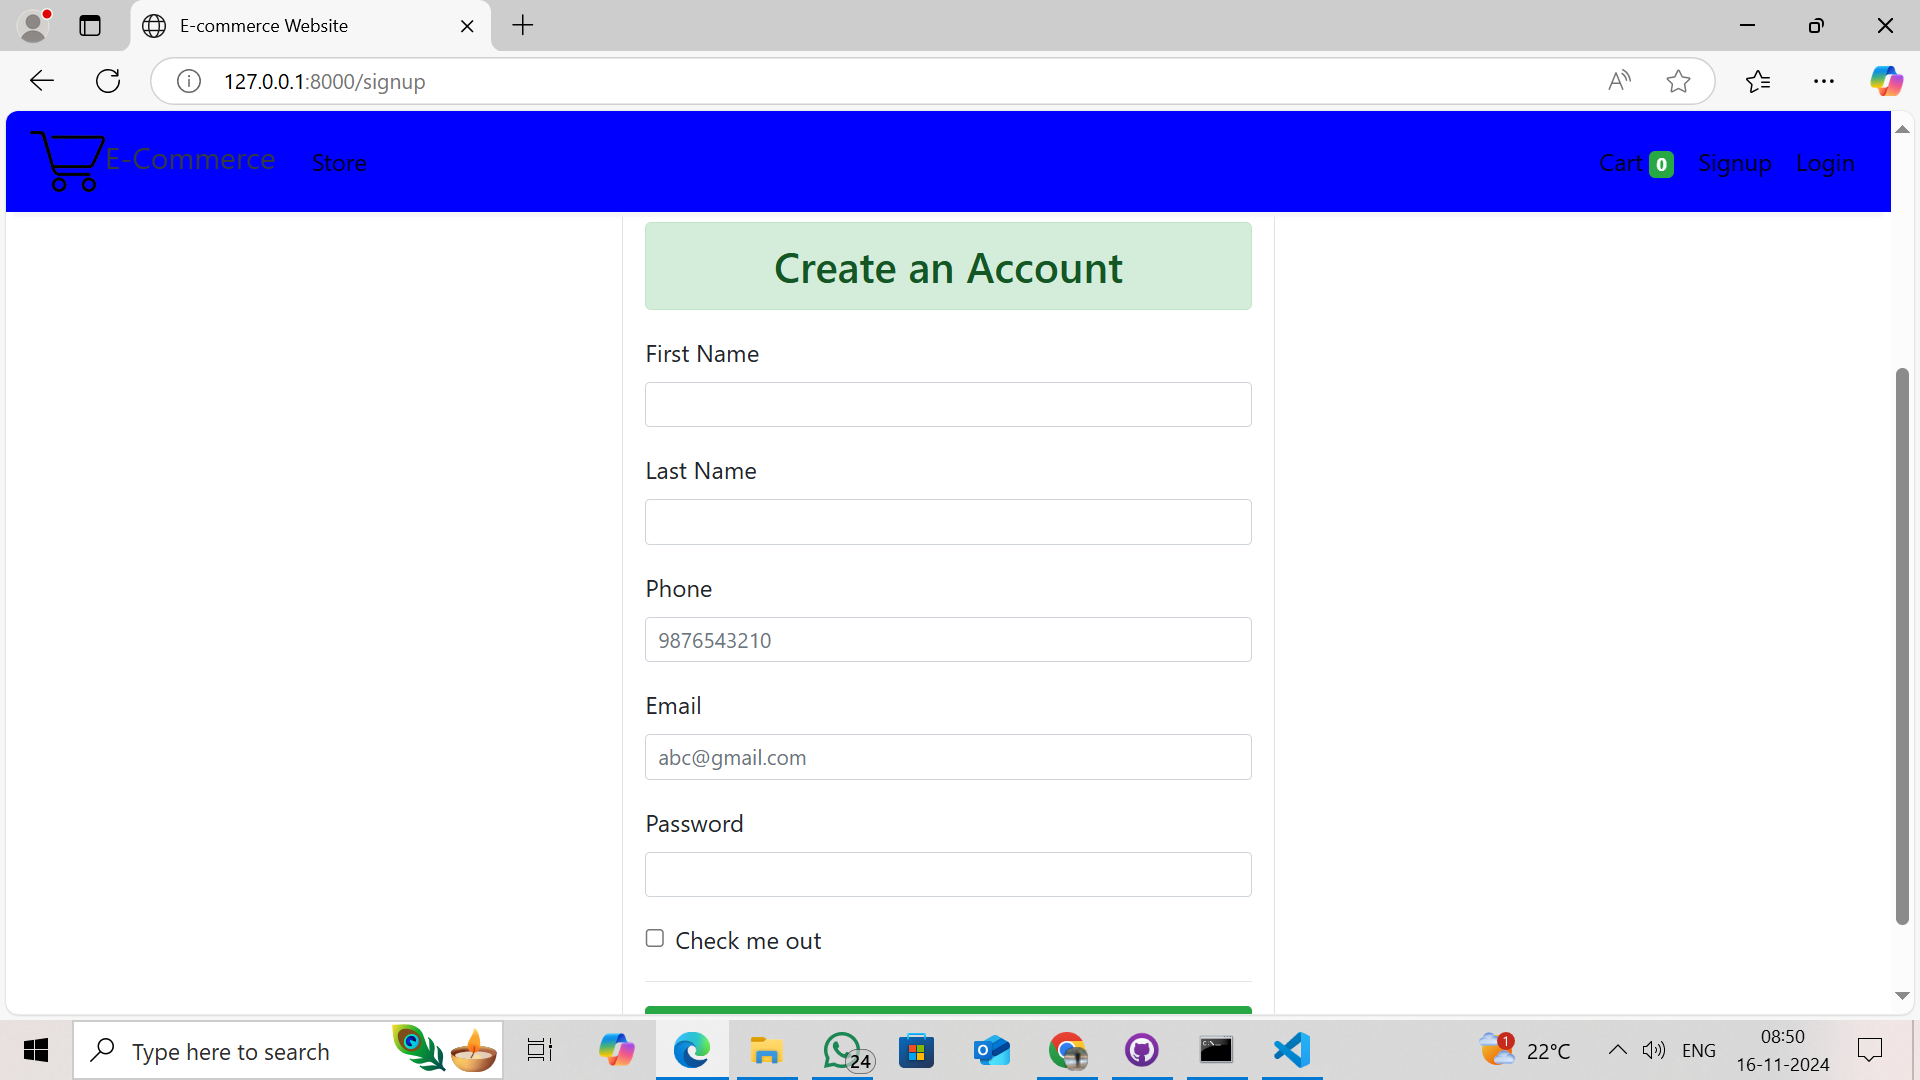 E-commerce Website
127.0.0.1:8000/signup
E-Commerce Store Cart 0 Signup Login
Create an Account
First Name
Last Name
Phone
9876543210
Email
abc@gmail.com
Password
Check me out
Type here to search
24
1
22°C
ENG
08:50
16-11-2024